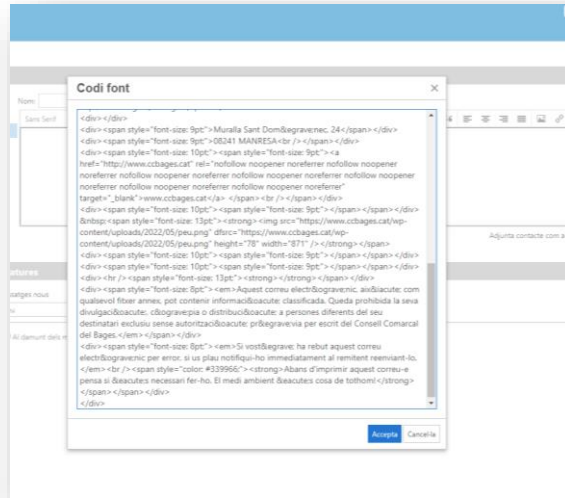 Codi font
×
Nom:
Sans Serif
<div></div>
<div><span style="font-size: 9pt;">Muralla Sant Dom&egrave;nec, 24</span></div>
<div><span style="font-size: 9pt;">08241 MANRESA<br /></span></div>
<div><span style="font-size: 10pt;"><span style="font-size: 9pt;"><a
href="http://www.ccbages.cat" rel="nofollow noopener noreferrer nofollow noopener
noreferrer nofollow noopener noreferrer nofollow noopener noreferrer nofollow noopener
noreferrer nofollow noopener noreferrer nofollow noopener noreferrer"
target="_blank">www.ccbages.cat</a> </span><br /></span></div>
<div><span style="font-size: 10pt;"><span style="font-size: 9pt;"></span></span></div>
&nbsp;<span style="font-size: 13pt;"><strong><img src="https://www.ccbages.cat/wp-
content/uploads/2022/05/peu.png" dfsrc="https://www.ccbages.cat/wp-
content/uploads/2022/05/peu.png" height="78" width="871" /></strong></span>
<div><span style="font-size: 10pt;"><span style="font-size: 9pt;"></span></span></div>
<div><span style="font-size: 10pt;"><span style="font-size: 9pt;"></span></span></div>
<div><hr /><span style="font-size: 13pt;"><strong></strong></span></div>
<div><span style="font-size: 8pt;"><em>Aquest correu electr&ograve;nic, aix&iacute; com
qualsevol fitxer annex, pot contenir informaci&oacute; classificada. Queda prohibida la seva
divulgaci&oacute;, c&ograve;pia o distribuci&oacute; a persones diferents del seu
destinatari exclusiu sense autoritzaci&oacute; pr&egrave;via per escrit del Consell Comarcal
del Bages.</em></span></div>
<div><span style="font-size: 8pt;"><em>Si vost&egrave; ha rebut aquest correu
electr&ograve;nic per error, si us plau notifiqui-ho immediatament al remitent reenviant-lo.
</em><br /><span style="color: #339966;"><strong>Abans d'imprimir aquest correu-e
pensa si &eacute;s necessari fer-ho. El medi ambient &eacute;s cosa de tothom!</strong>
</span></span></div>
</div>
Adjunta contacte com a
Accepta
Cancel·la